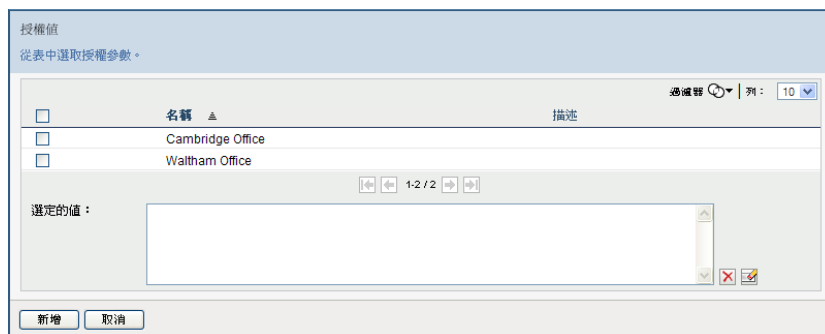 授權值
從表中選取授權參數。
過濾器 列： 10
名稱 描述
Cambridge Office
Waltham Office
1-2 / 2
選定的值：
新增 取消